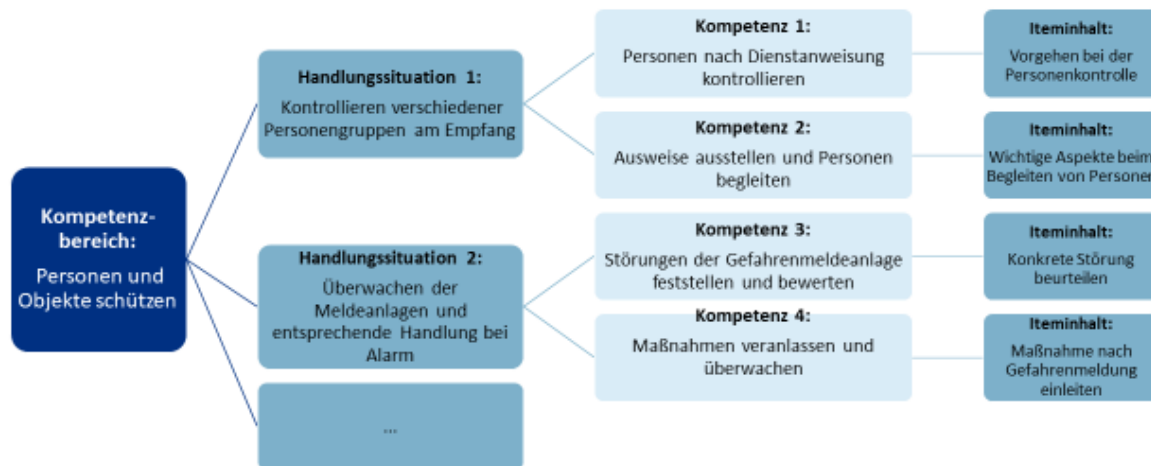 Kompetenz-
bereich:
Personen und
Objekte schützen
Handlungssituation 1:
Kontrollieren verschiedener
Personengruppen am Empfang
Kompetenz 1:
Personen nach Dienstanweisung
kontrollieren
Iteminhalt:
Vorgehen bei der
Personenkontrolle
Kompetenz 2:
Ausweise ausstellen und Personen
begleiten
Iteminhalt:
Wichtige Aspekte beim
Begleiten von Personen
Handlungssituation 2:
Überwachen der
Meldeanlagen und
entsprechende Handlung bei
Alarm
Kompetenz 3:
Störungen der Gefahrenmeldeanlage
feststellen und bewerten
Iteminhalt:
Konkrete Störung
beurteilen
Kompetenz 4:
Maßnahmen veranlassen und
überwachen
Iteminhalt:
Maßnahme nach
Gefahrenmeldung
einleiten
...